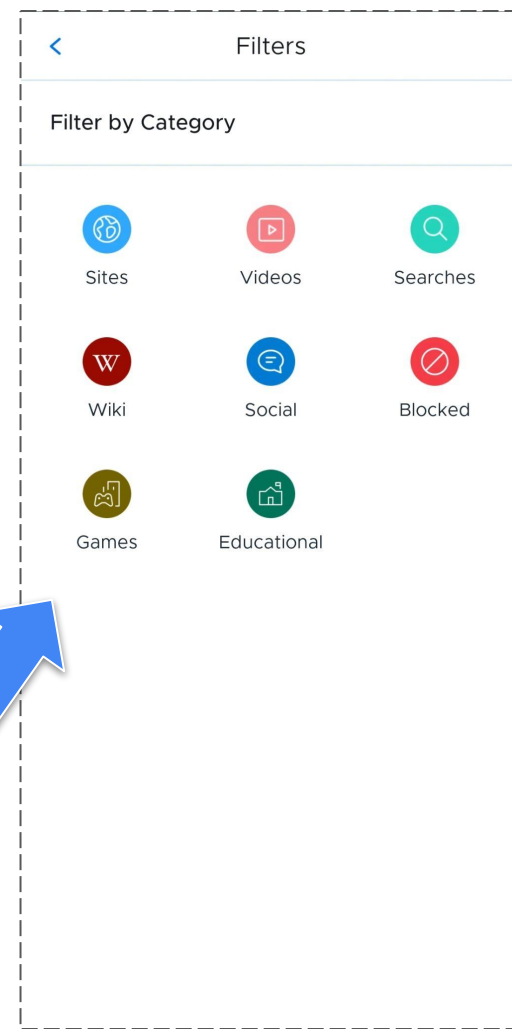 Filters
Filter by Category
Sites Videos Searches
W
Wiki Social Blocked
Games Educational